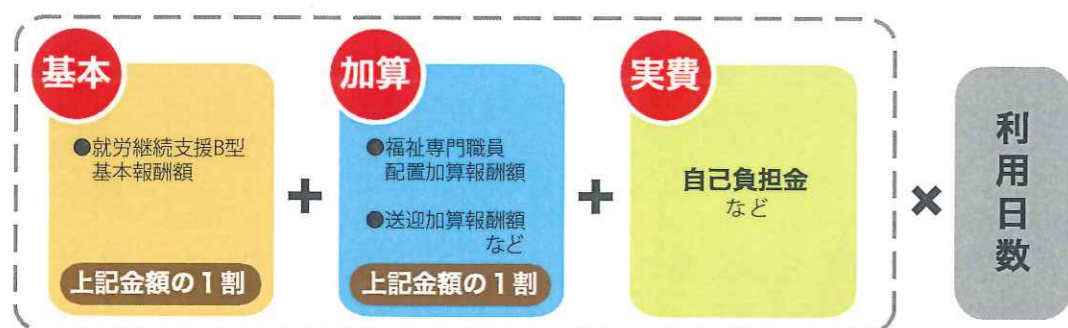 基本
●就労継続支援B型
基本報酬額
上記金額の1割
+
加算
●福祉専門職員
配置加算報酬額
●送迎加算報酬額
など
上記金額の1割
+
実費
自己負担金
など
×
利用日数